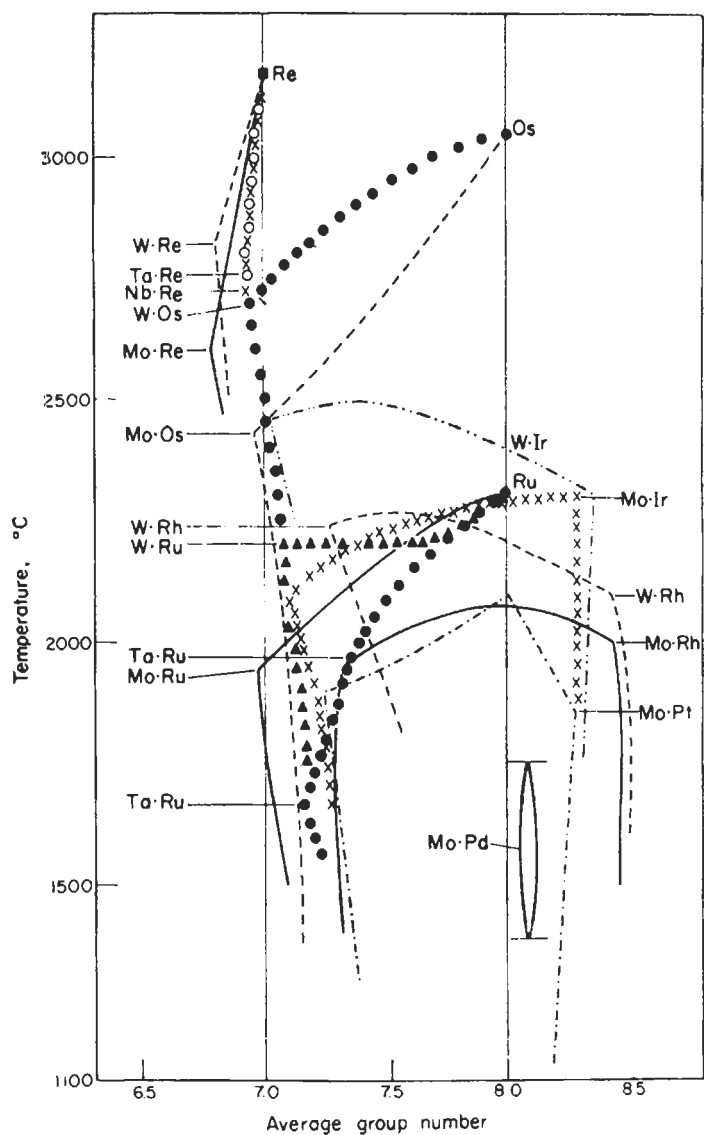 Re
Os
3000
W·Re
Ta·Re
Nb·Re
W·Os
Mo·Re
2500
Mo·Os
W·Ir
Ru
Mo·Ir
W·Rh
W·Ru
W·Rh
2000
Mo·Rh
Ta·Ru
Mo·Ru
Mo·Pt
Ta·Ru
Mo·Pd
1500
1100
6.5
7.0
7.5
8.0
8.5
Temperature, °C
Average group number